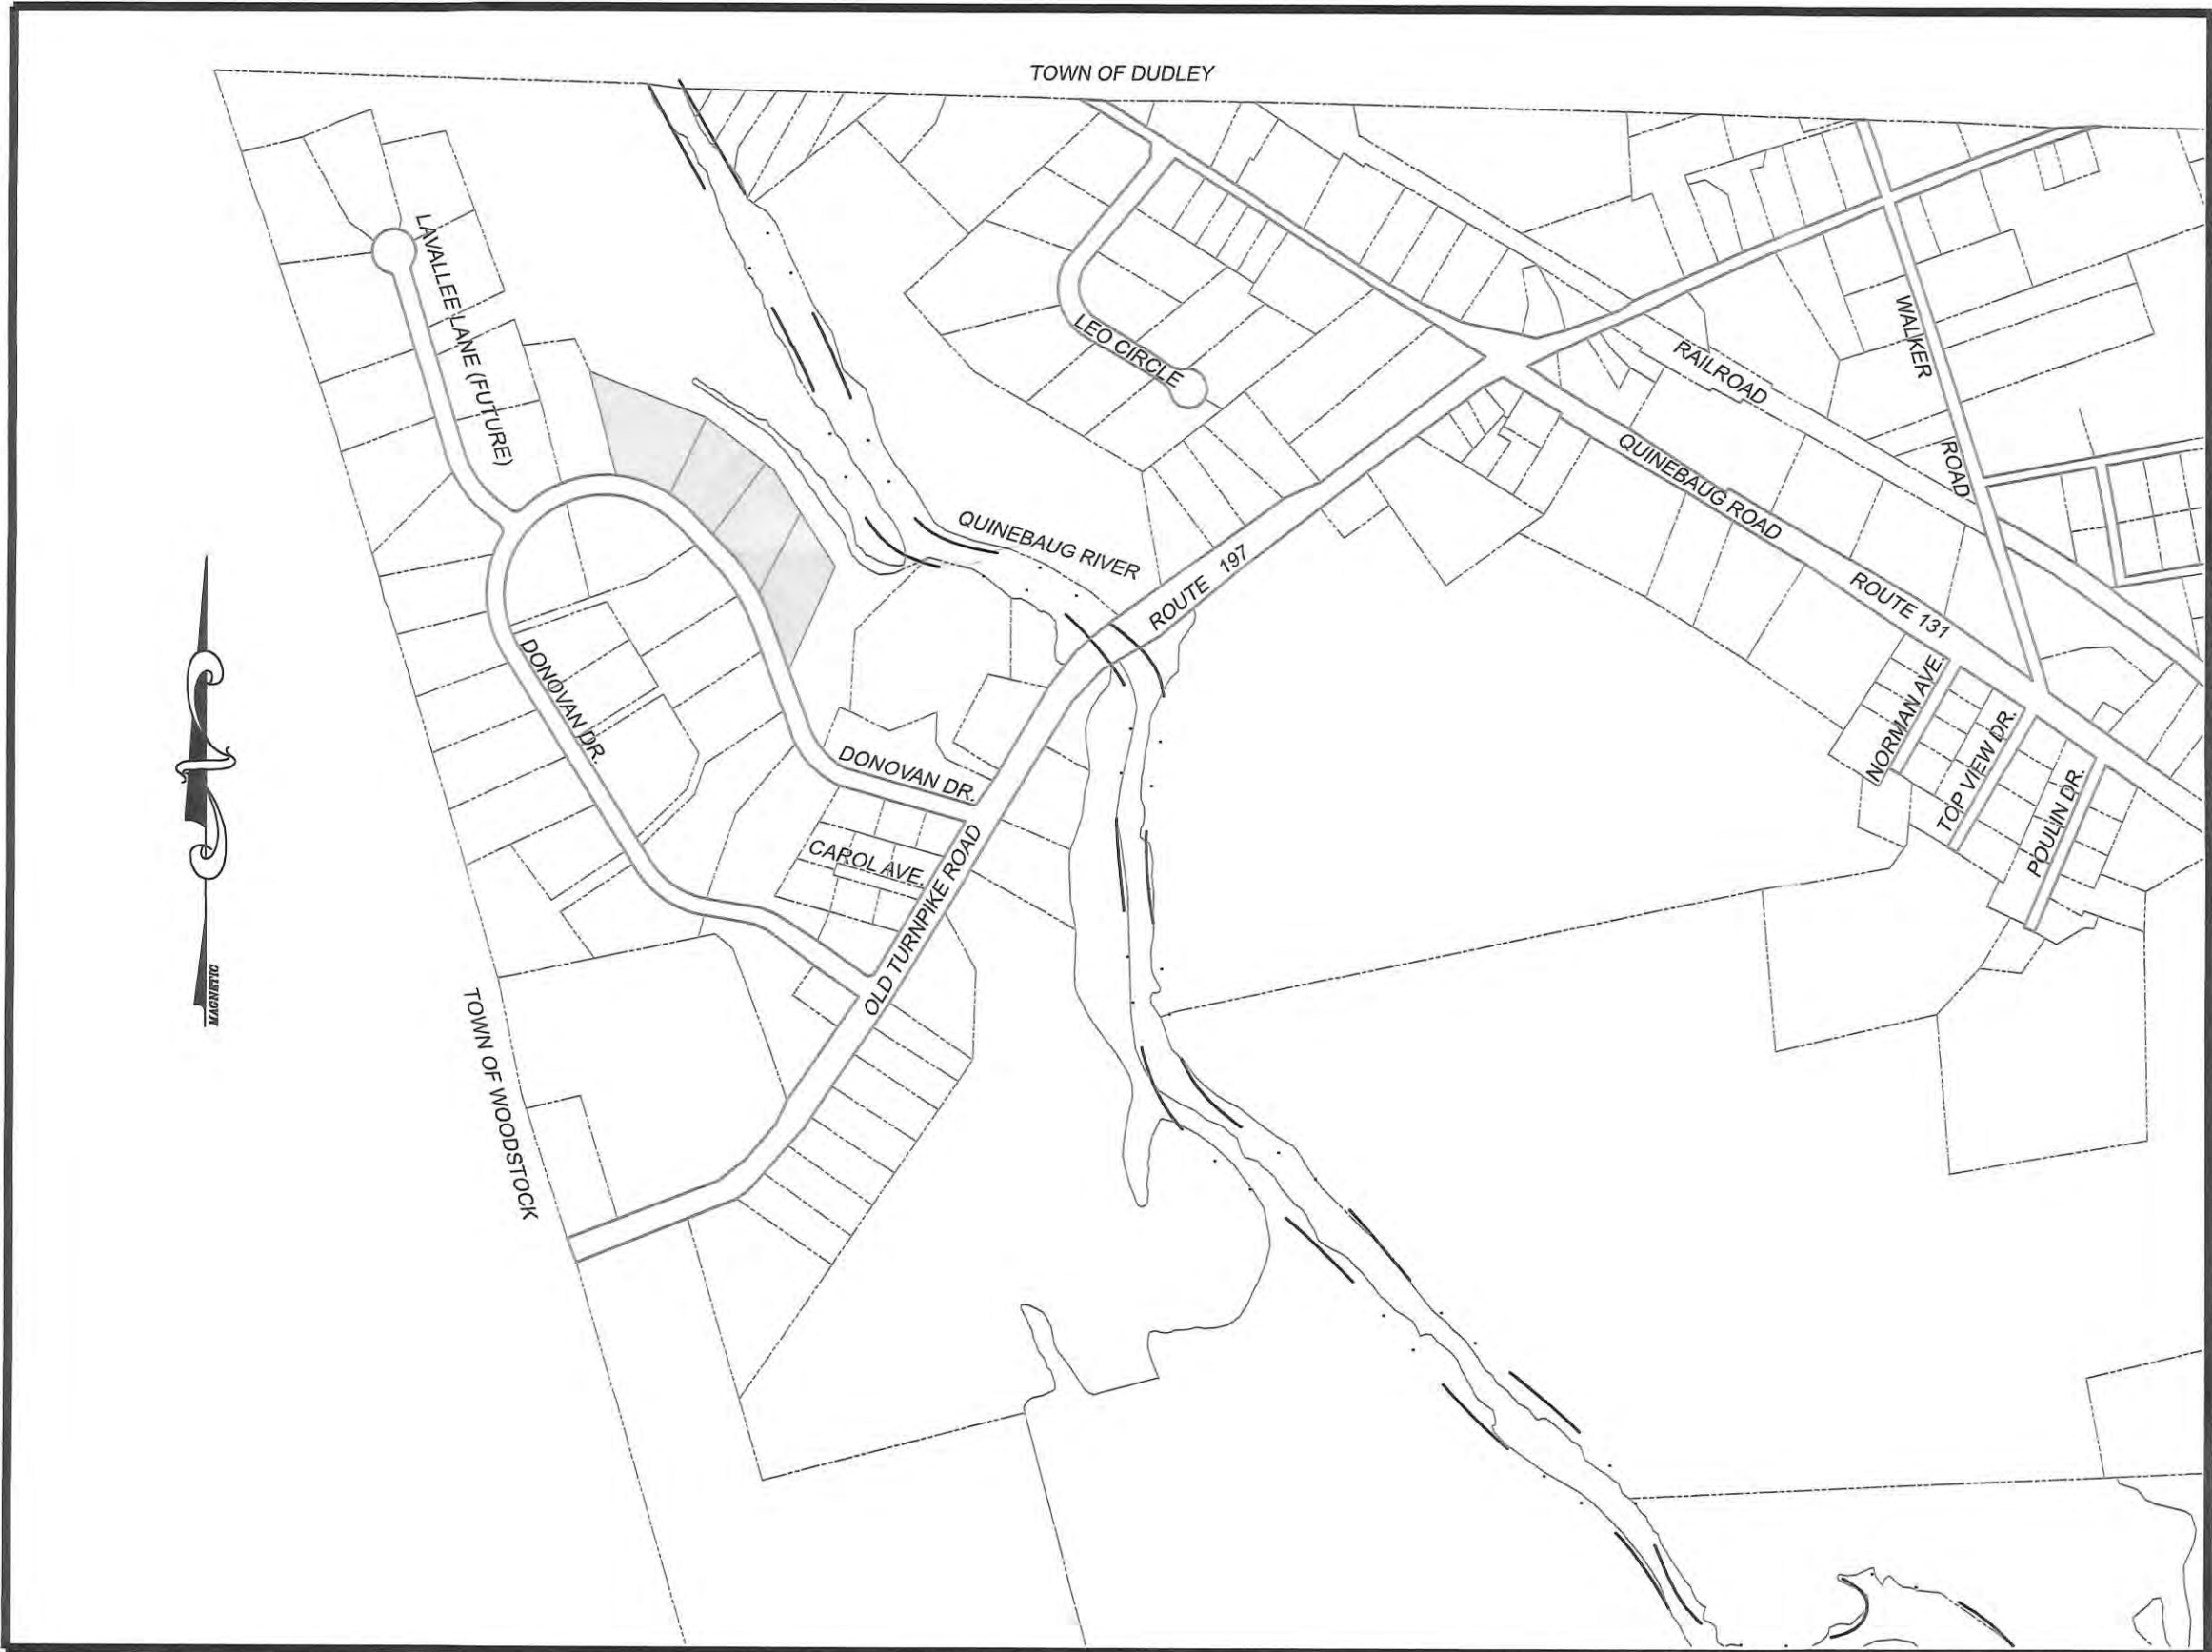 TOWN OF DUDLEY
LAVALLEE LANE (FUTURE)
LEO CIRCLE
RAILROAD
WALKER
ROAD
QUINEBAUG ROAD
QUINEBAUG RIVER
ROUTE 197
ROUTE 131
DONOVAN DR.
NORMAN AVE.
TOP VIEW DR.
POULIN DR.
DONOVAN DR.
CAROL AVE.
OLD TURNPIKE ROAD
MAGNETIC
TOWN OF WOODSTOCK